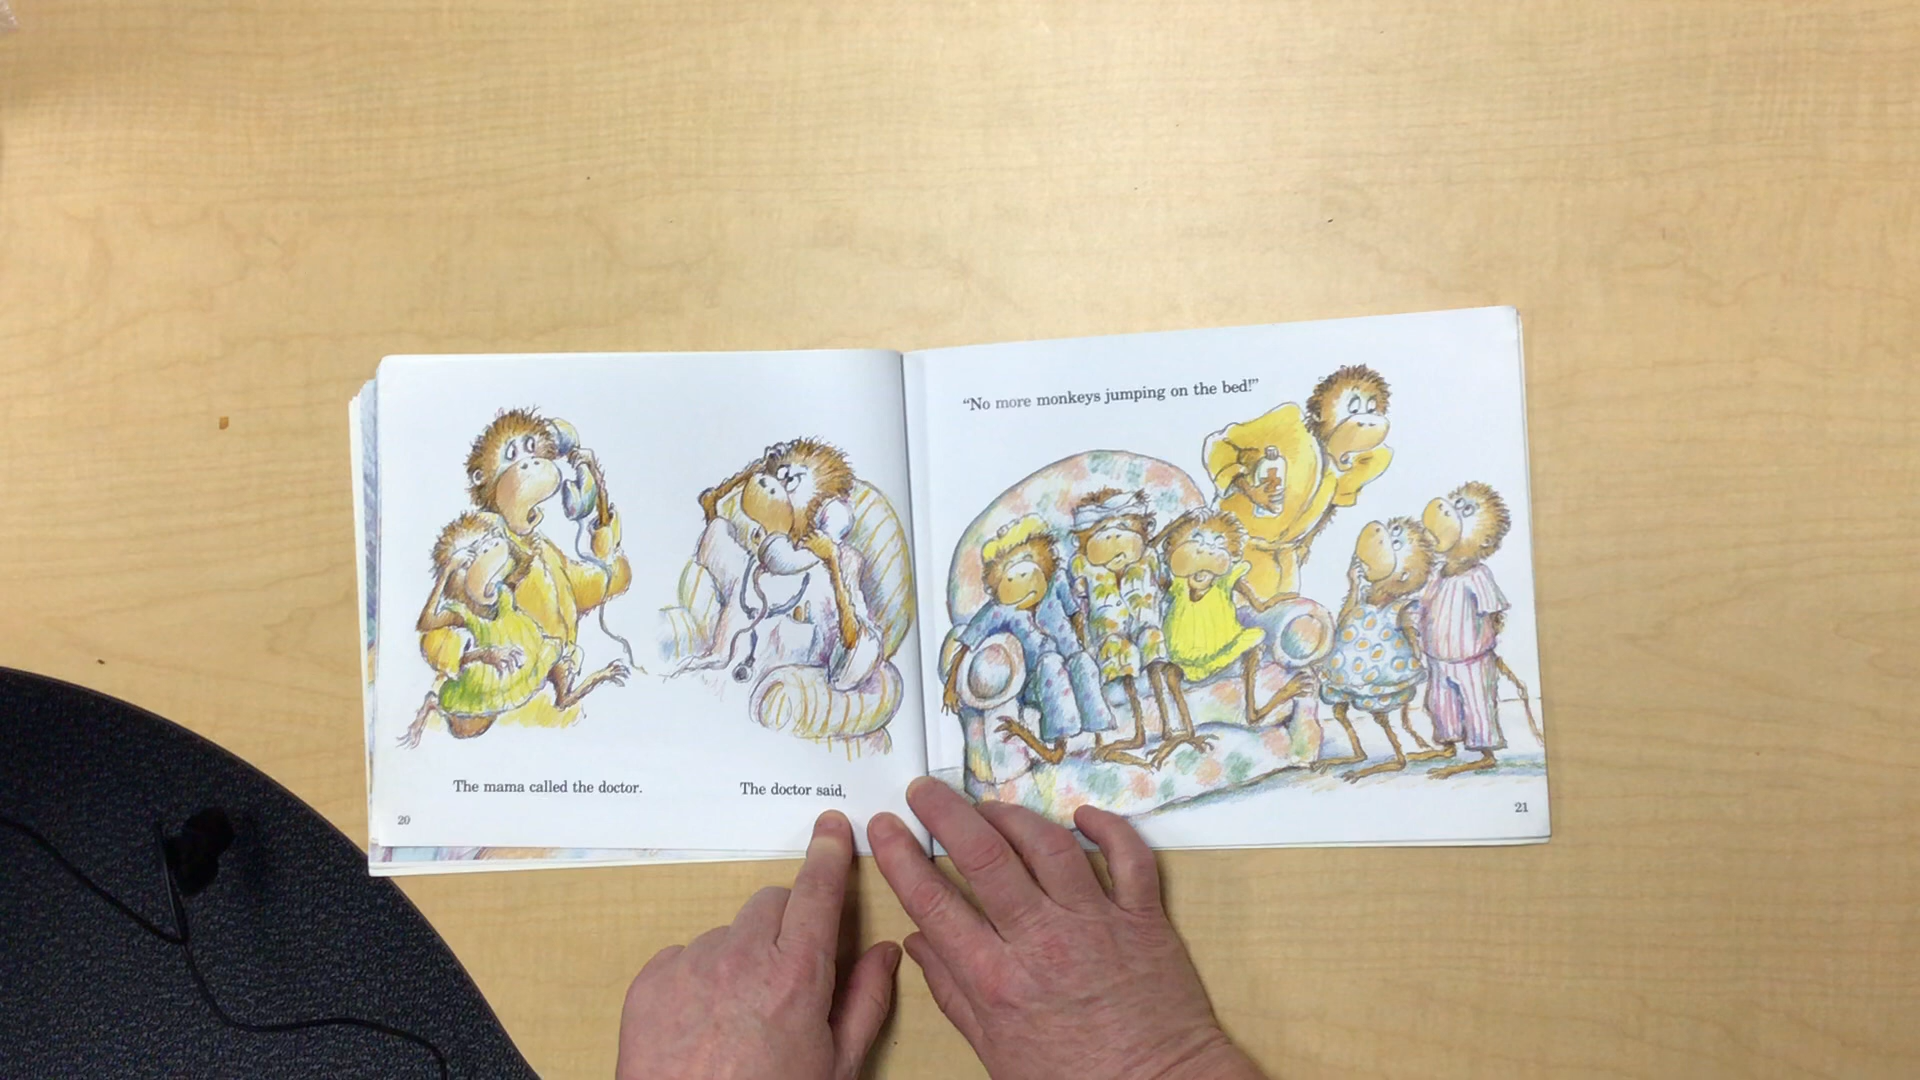 The mama called the doctor.
The doctor said,
20
“No more monkeys jumping on the bed!”
21